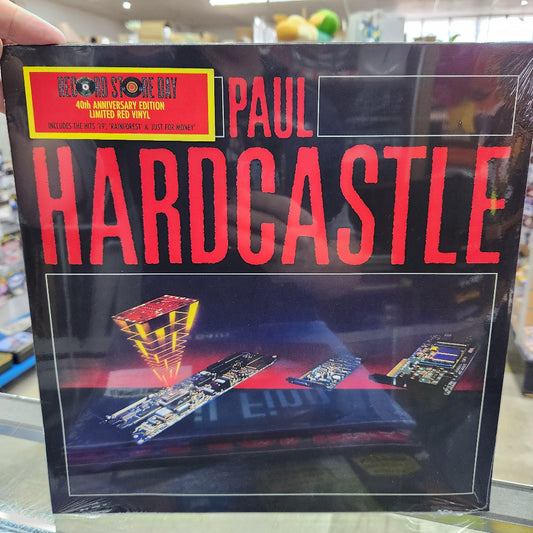 RECORD STORE DAY
40th ANNIVERSARY EDITION
LIMITED RED VINYL
INCLUDES THE HITS '19', 'RAINFOREST' & 'JUST FOR MONEY'
PAUL
HARDCASTLE